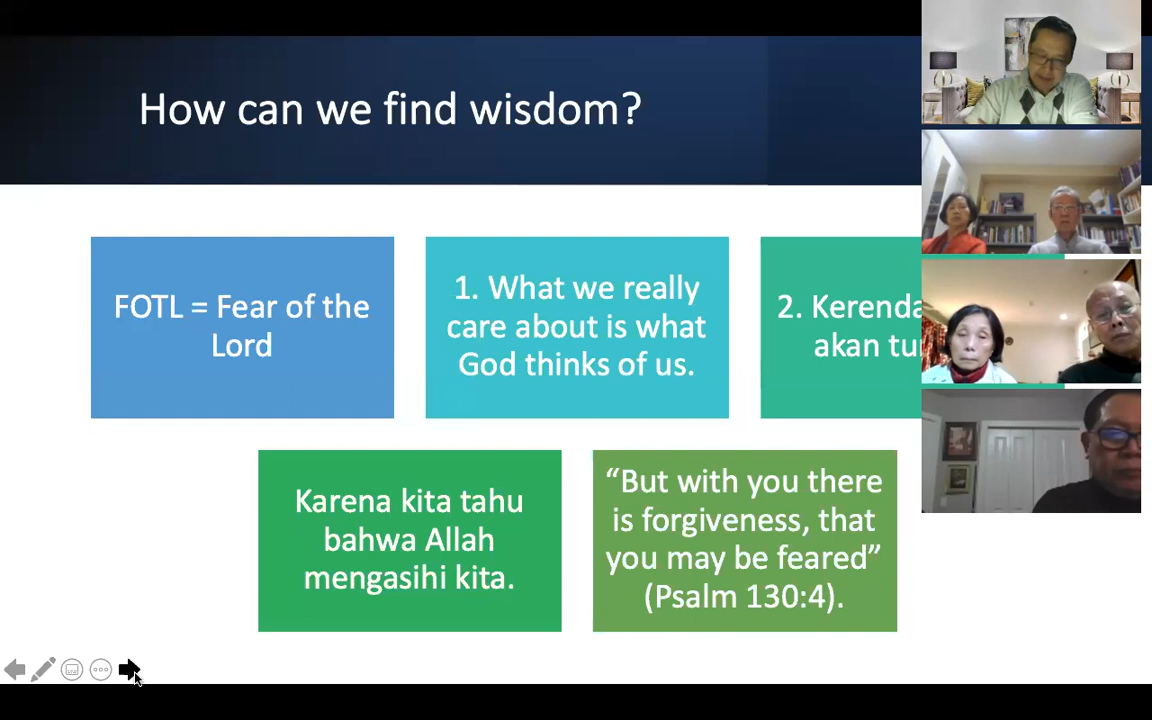 How can we find wisdom?
FOTL = Fear of the
Lord
1. What we really
care about is what
God thinks of us.
2.
akan
Karena kita tahu
bahwa Allah
mengasihi kita.
“But with you there
is forgiveness, that
you may be feared”
(Psalm 130:4).